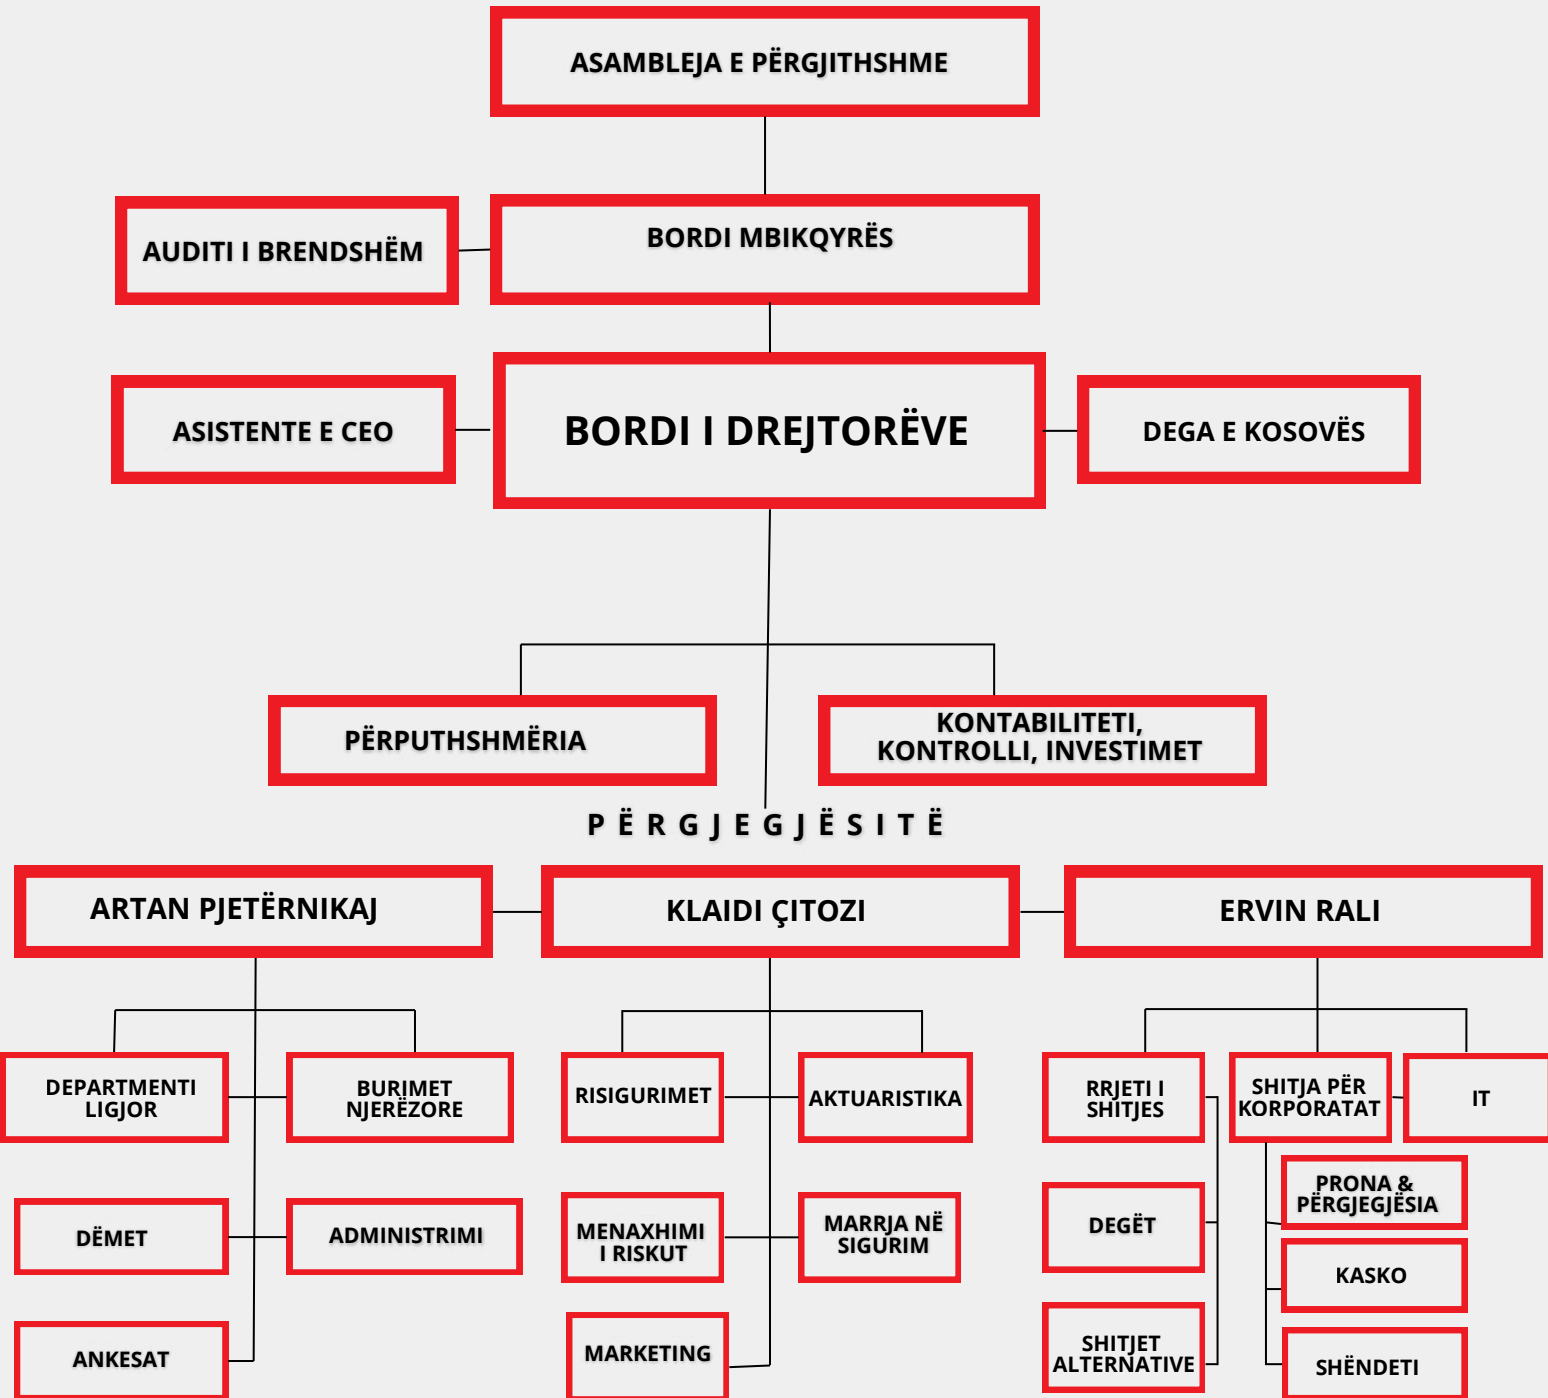 ASAMBLEJA E PËRGJITHSHME
AUDITI I BRENDSHËM
BORDI MBIKQYRËS
ASISTENTE E CEO
BORDI I DREJTORËVE
DEGA E KOSOVËS
PËRPUTHSHMËRIA
KONTABILITETI,
KONTROLLI, INVESTIMET
PËRGJEGJËSITË
ARTAN PJETËRNIKAJ
KLAIDI ÇITOZI
ERVIN RALI
DEPARTMENTI
LIGJOR
BURIMET
NJERËZORE
DËMET
ADMINISTRIMI
ANKESAT
RISIGURIMET
AKTUARISTIKA
MENAXHIMI
I RISKUT
MARRJA NË
SIGURIM
MARKETING
RRJETI I
SHITJES
SHITJA PËR
KORPORATAT
IT
DEGËT
SHITJET
ALTERNATIVE
PRONA &
PËRGJEGJËSIA
KASKO
SHËNDETI